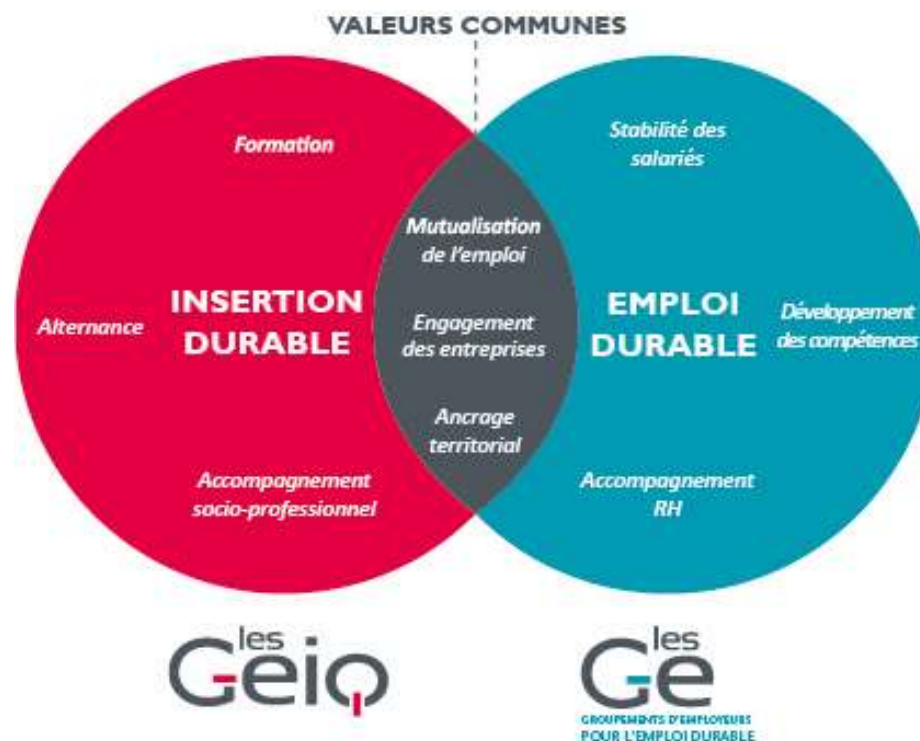 VALEURS COMMUNES
Formation
Alternance
INSERTION
DURABLE
Accompagnement
socio-professionnel
Mutualisation
de l'emploi
Engagement
des entreprises
Ancrage
territorial
Stabilité des
salariés
EMPLOI
DURABLE
Développement
des compétences
Accompagnement
RH
les
Geiq
les
Ge
GROUPEMENTS D'EMPLOYEURS
POUR L'EMPLOI DURABLE